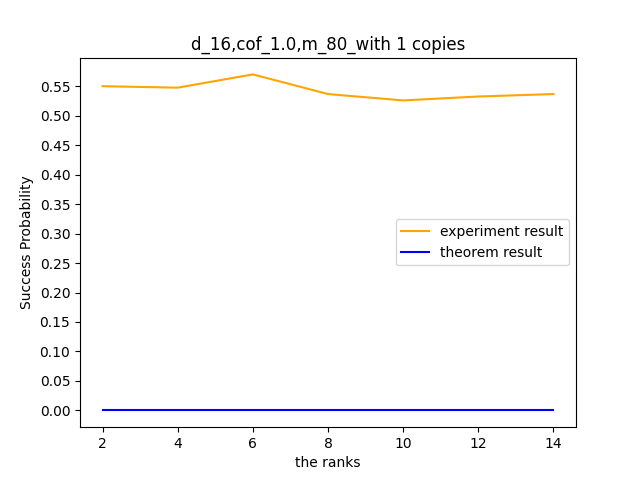 d_16,cof_1.0,m_80_with 1 copies
Success Probability
0.55
0.50
0.45
0.40
0.35
0.30
0.25
0.20
0.15
0.10
0.05
0.00
experiment result
theorem result
2 4 6 8 10 12 14
the ranks